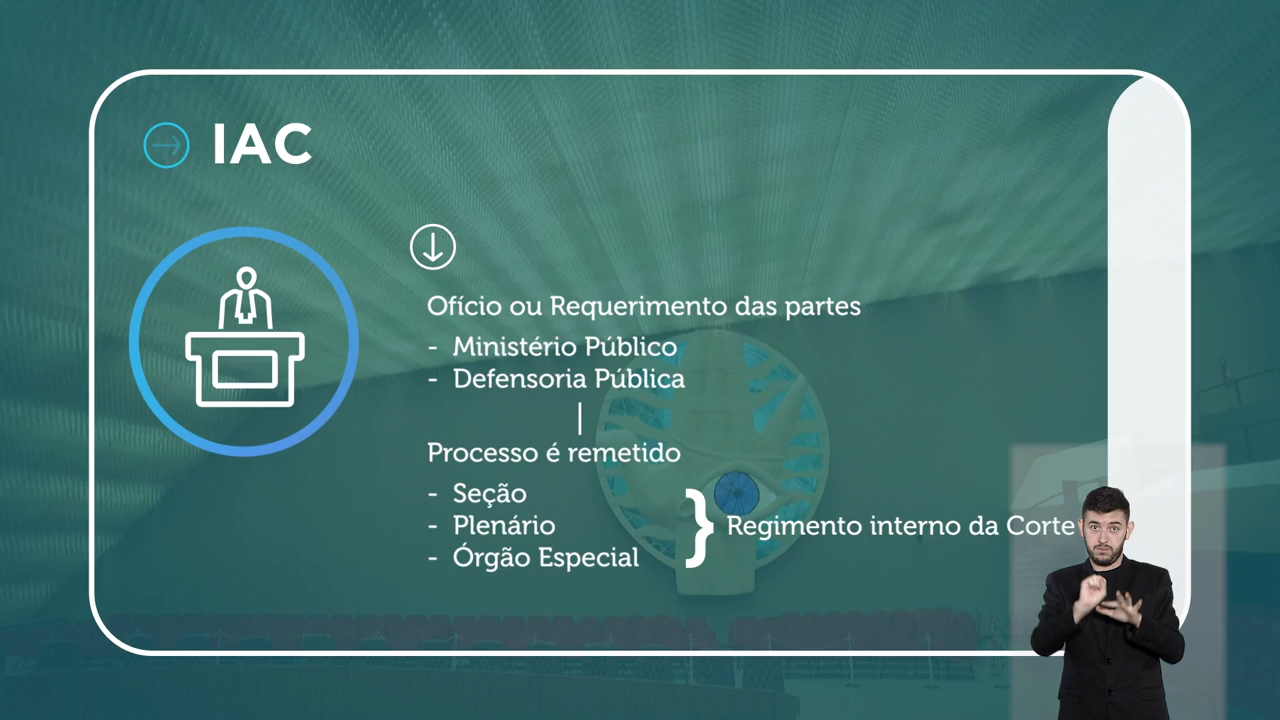 IAC
Ofício ou Requerimento das partes
- Ministério Público
- Defensoria Pública
Processo é remetido
- Seção
- Plenário
- Órgão Especial
} Regimento interno da Corte